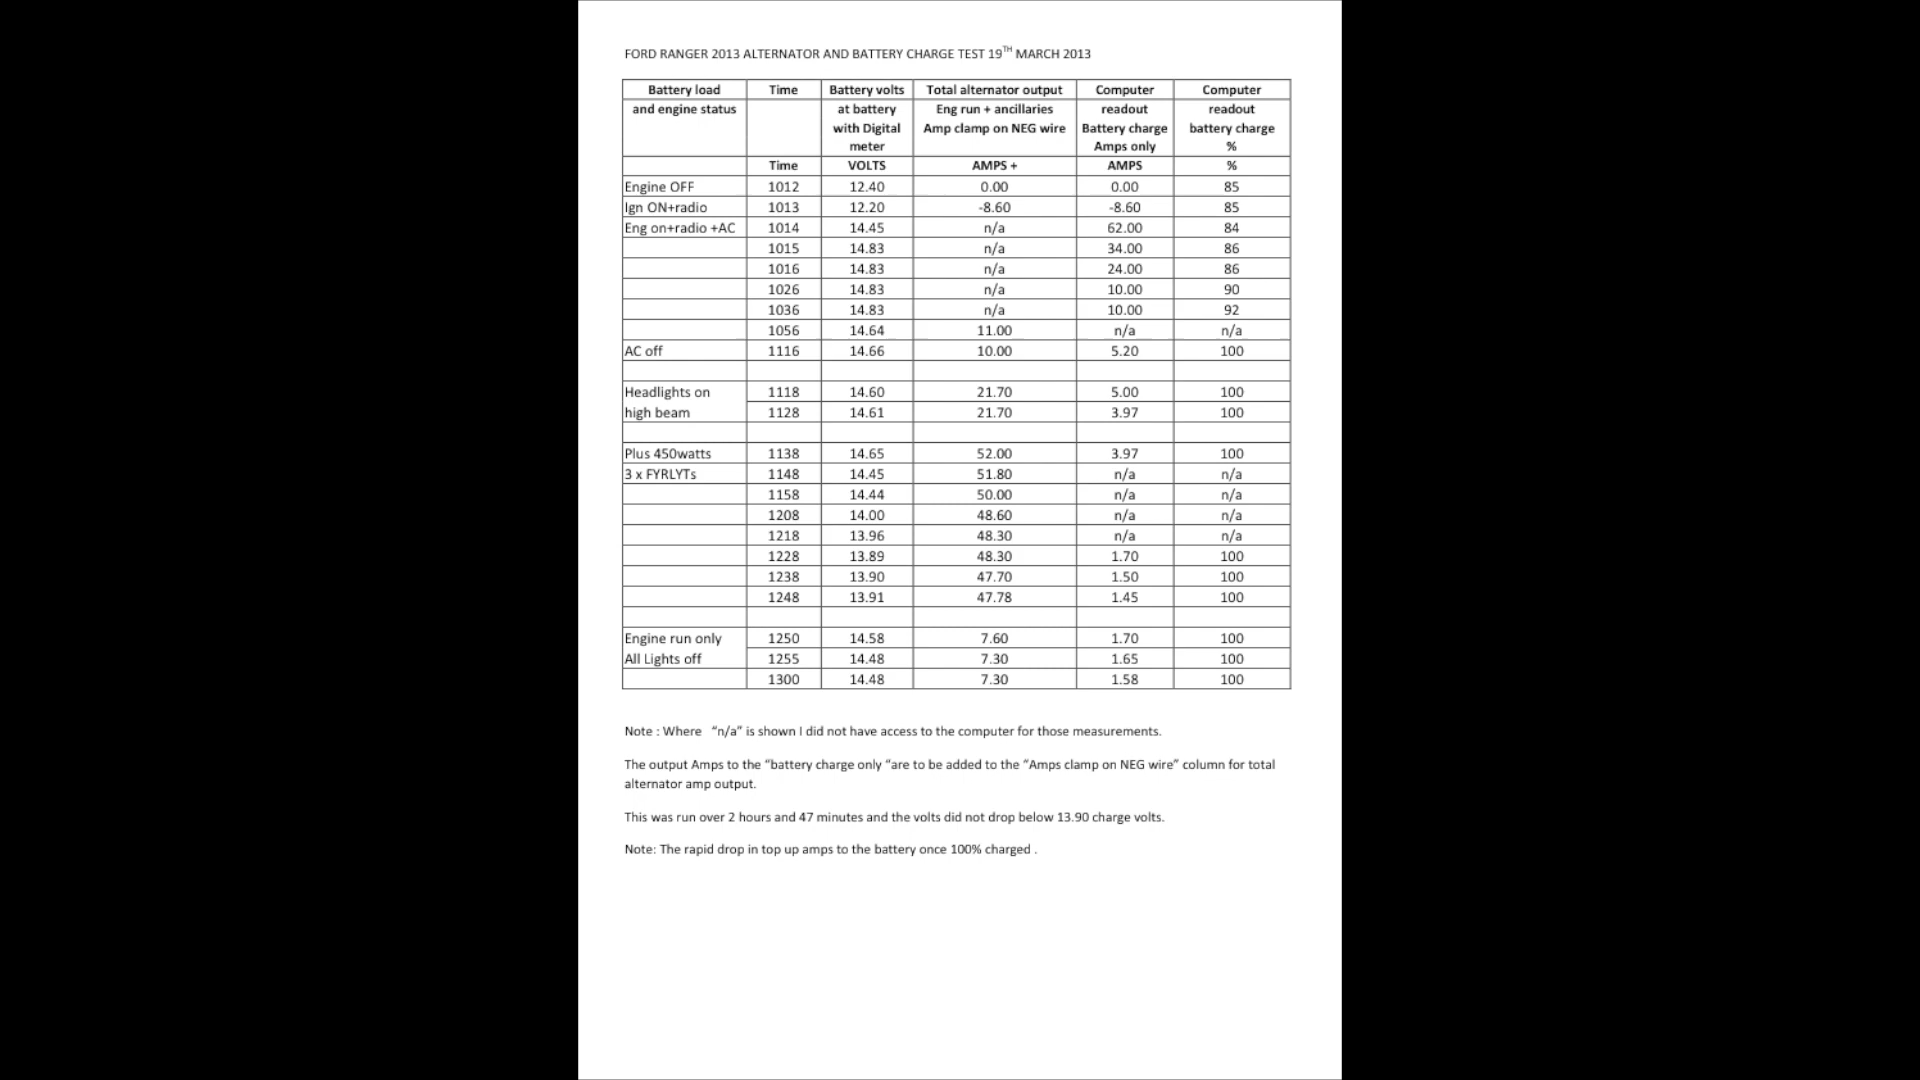 FORD RANGER 2013 ALTERNATOR AND BATTERY CHARGE TEST 19TH MARCH 2013
Battery load Time Battery volts Total alternator output Computer Computer
and engine status at battery Eng run + ancillaries readout readout
with Digital Amp clamp on NEG wire Battery charge battery charge
meter Amps only %
Time VOLTS AMPS + AMPS %
Engine OFF 1012 12.40 0.00 0.00 85
Ign ON+radio 1013 12.20 -8.60 -8.60 85
Eng on+radio +AC 1014 14.45 n/a 62.00 84
1015 14.83 n/a 34.00 86
1016 14.83 n/a 24.00 86
1026 14.83 n/a 10.00 90
1036 14.83 n/a 10.00 92
1056 14.64 11.00 n/a n/a
AC off 1116 14.66 10.00 5.20 100
Headlights on 1118 14.60 21.70 5.00 100
high beam 1128 14.61 21.70 3.97 100
Plus 450watts 1138 14.65 52.00 3.97 100
3 x FYRLYTs 1148 14.45 51.80 n/a n/a
1158 14.44 50.00 n/a n/a
1208 14.00 48.60 n/a n/a
1218 13.96 48.30 n/a n/a
1228 13.89 48.30 1.70 100
1238 13.90 47.70 1.50 100
1248 13.91 47.78 1.45 100
Engine run only 1250 14.58 7.60 1.70 100
All Lights off 1255 14.48 7.30 1.65 100
1300 14.48 7.30 1.58 100
Note : Where “n/a” is shown I did not have access to the computer for those measurements.
The output Amps to the “battery charge only “are to be added to the “Amps clamp on NEG wire” column for total
alternator amp output.
This was run over 2 hours and 47 minutes and the volts did not drop below 13.90 charge volts.
Note: The rapid drop in top up amps to the battery once 100% charged .